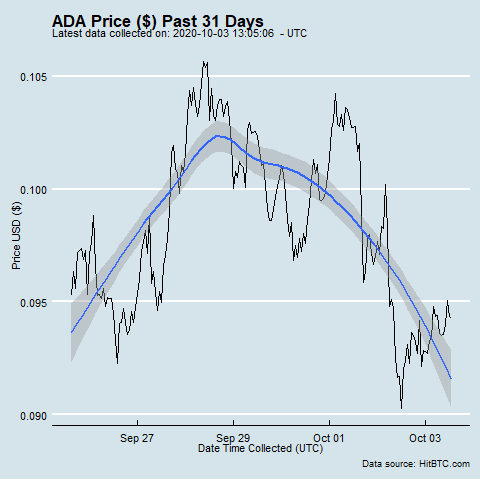 ADA Price ($) Past 31 Days
Latest data collected on: 2020-10-03 13:05:06 - UTC
0.105
0.100
0.095
0.090
Price USD ($)
Sep 27 Sep 29 Oct 01 Oct 03
Date Time Collected (UTC)
Data source: HitBTC.com